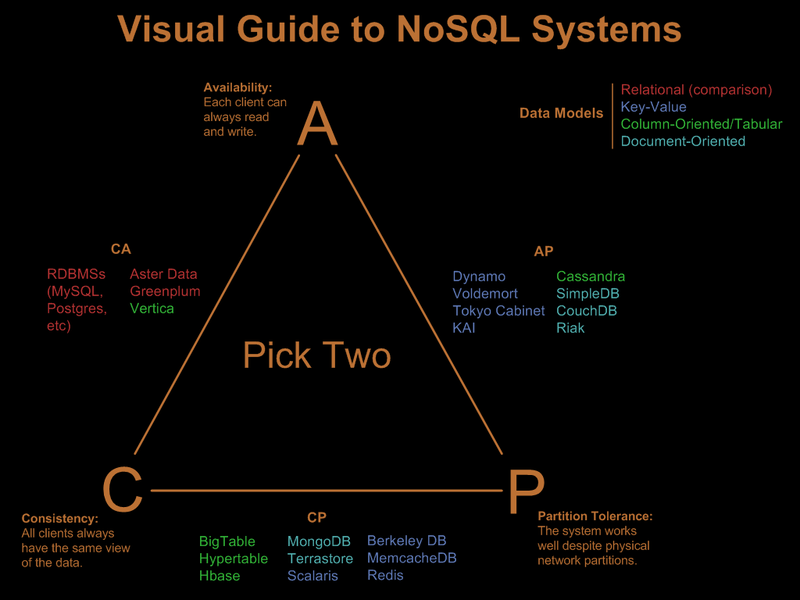 Visual Guide to NoSQL Systems
Availability:
Each client can
always read
and write.
A
Data Models
Relational (comparison)
Key-Value
Column-Oriented/Tabular
Document-Oriented
CA
RDBMSs
(MySQL,
Postgres,
etc)
Aster Data
Greenplum
Vertica
AP
Dynamo
Voldemort
Tokyo Cabinet
KAI
Cassandra
SimpleDB
CouchDB
Riak
Pick Two
C
P
Consistency:
All clients always
have the same view
of the data.
CP
BigTable
Hypertable
Hbase
MongoDB
Terrastore
Scalaris
Berkeley DB
MemcacheDB
Redis
Partition Tolerance:
The system works
well despite physical
network partitions.